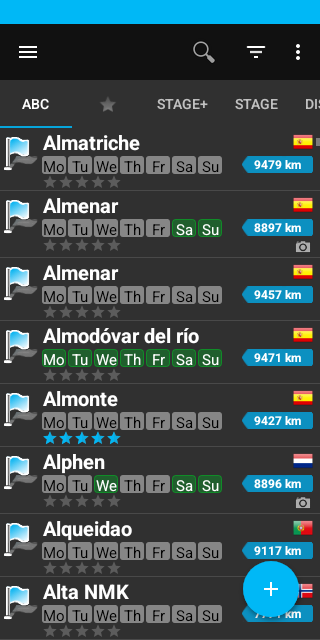 ABC STAGE+ STAGE
Almatriche
Mo Tu We Th Fr Sa Su 9479 km
Almenar
Mo Tu We Th Fr Sa Su 8897 km
Almenar
Mo Tu We Th Fr Sa Su 9457 km
Almodóvar del río
Mo Tu We Th Fr Sa Su 9471 km
Almonte
Mo Tu We Th Fr Sa Su 9427 km
Alphen
Mo Tu We Th Fr Sa Su 8896 km
Alqueidao
Mo Tu We Th Fr Sa Su 9117 km
Alta NMK
Mo Tu We Th Fr Sa Su km